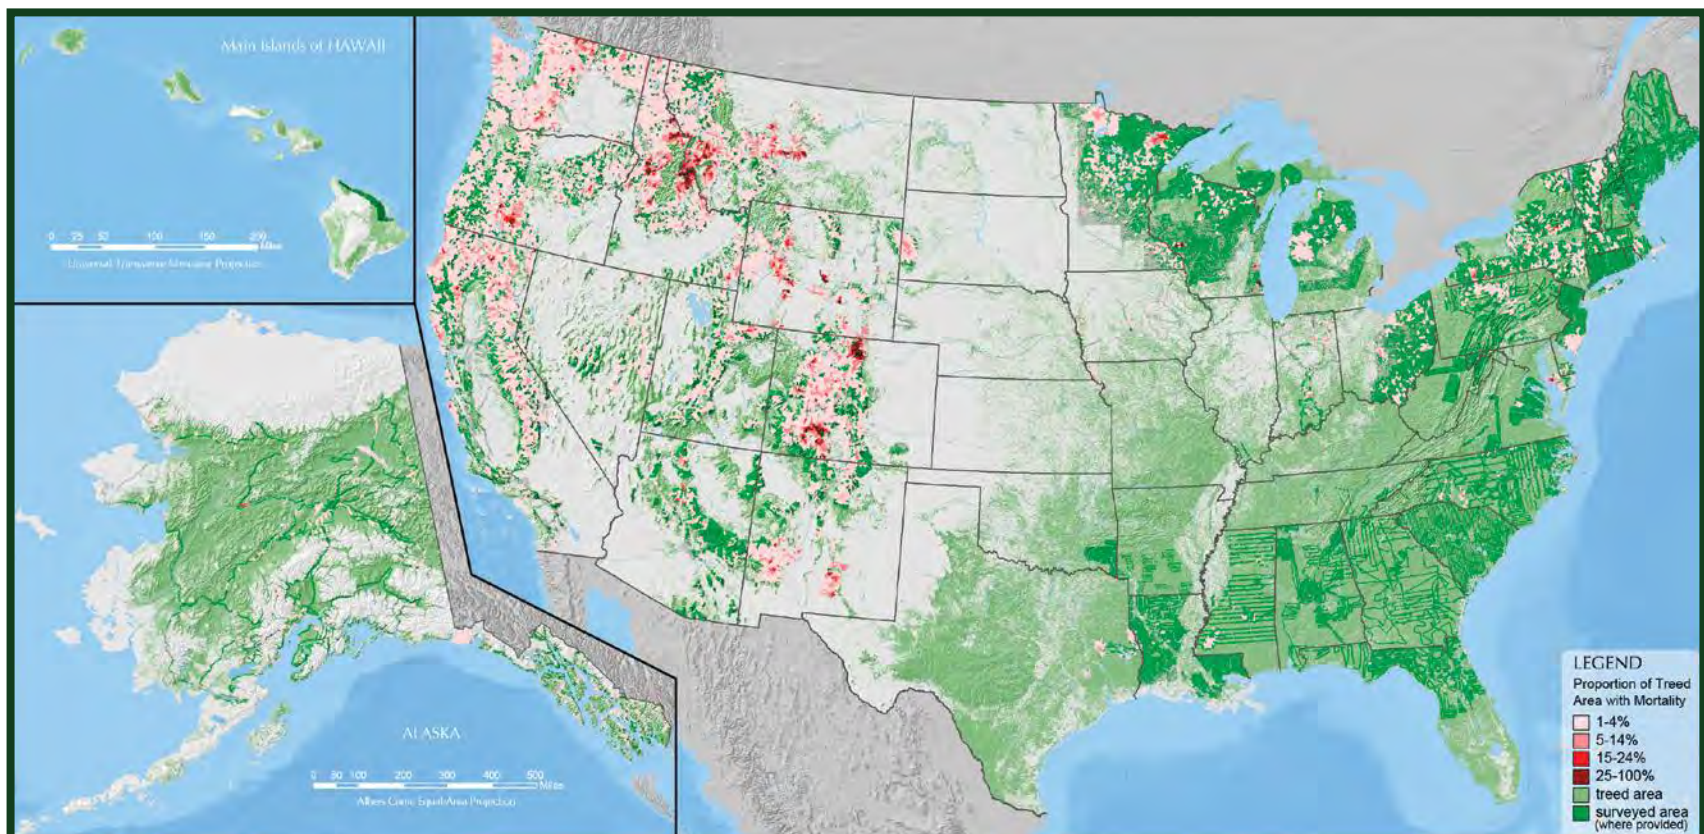 Main Islands of HAWAII
0 25 50 100 150 200
Miles
Universal Transverse Mercator Projection
ALASKA
0 50 100 200 300 400 500
Miles
Albers Conic Equal-Area Projection
LEGEND
Proportion of Treed
Area with Mortality
1-4%
5-14%
15-24%
25-100%
treed area
surveyed area
(where provided)